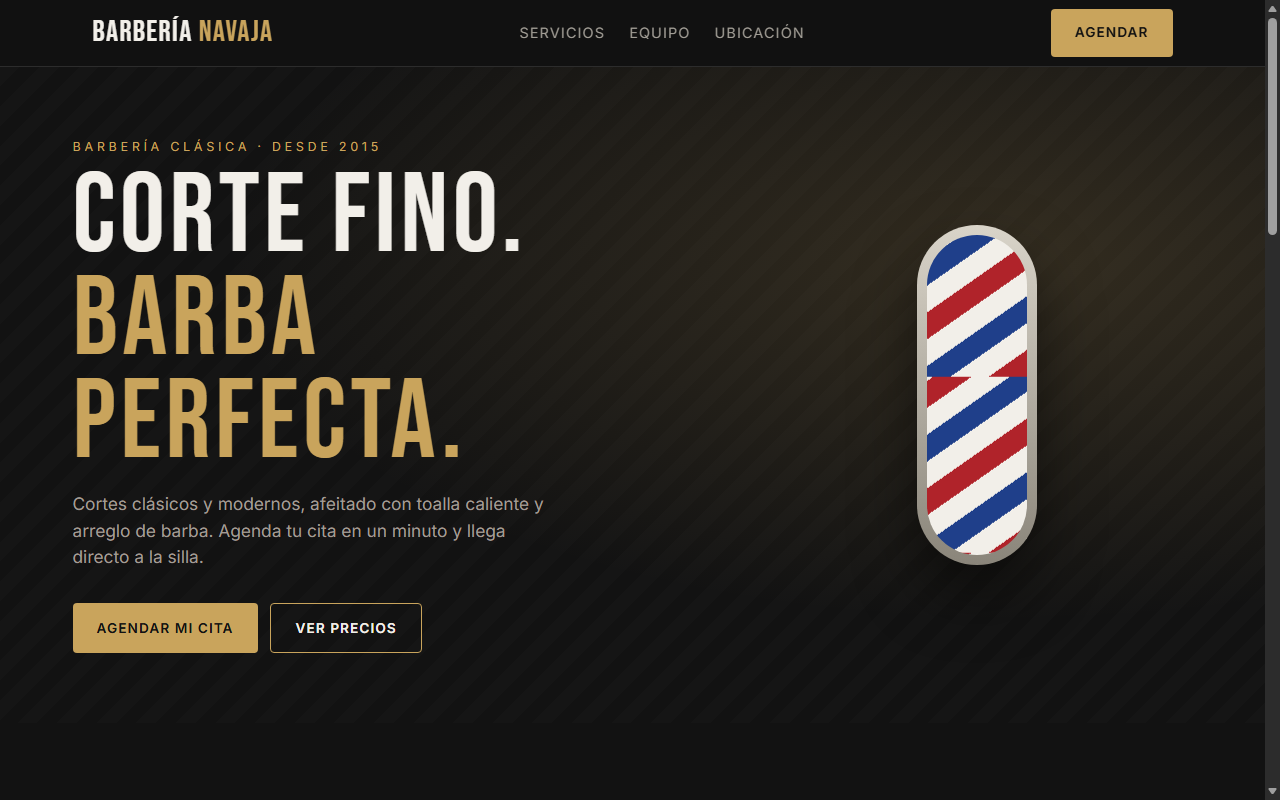 BARBERÍA NAVAJA
SERVICIOS EQUIPO UBICACIÓN
AGENDAR
BARBERÍA CLÁSICA · DESDE 2015
CORTE FINO.
BARBA
PERFECTA.
Cortes clásicos y modernos, afeitado con toalla caliente y
arreglo de barba. Agenda tu cita en un minuto y llega
directo a la silla.
AGENDAR MI CITA
VER PRECIOS